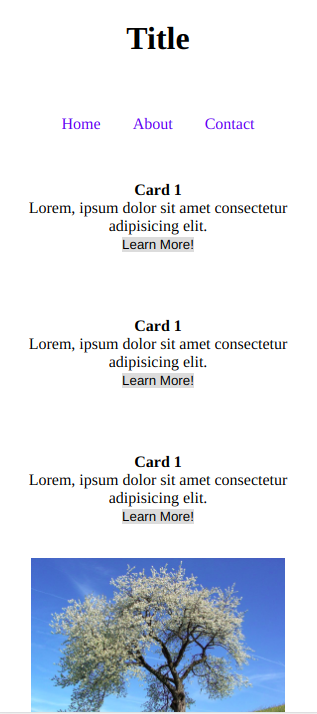 Title
Home About Contact
Card 1
Lorem, ipsum dolor sit amet consectetur
adipisicing elit.
Learn More!
Card 1
Lorem, ipsum dolor sit amet consectetur
adipisicing elit.
Learn More!
Card 1
Lorem, ipsum dolor sit amet consectetur
adipisicing elit.
Learn More!